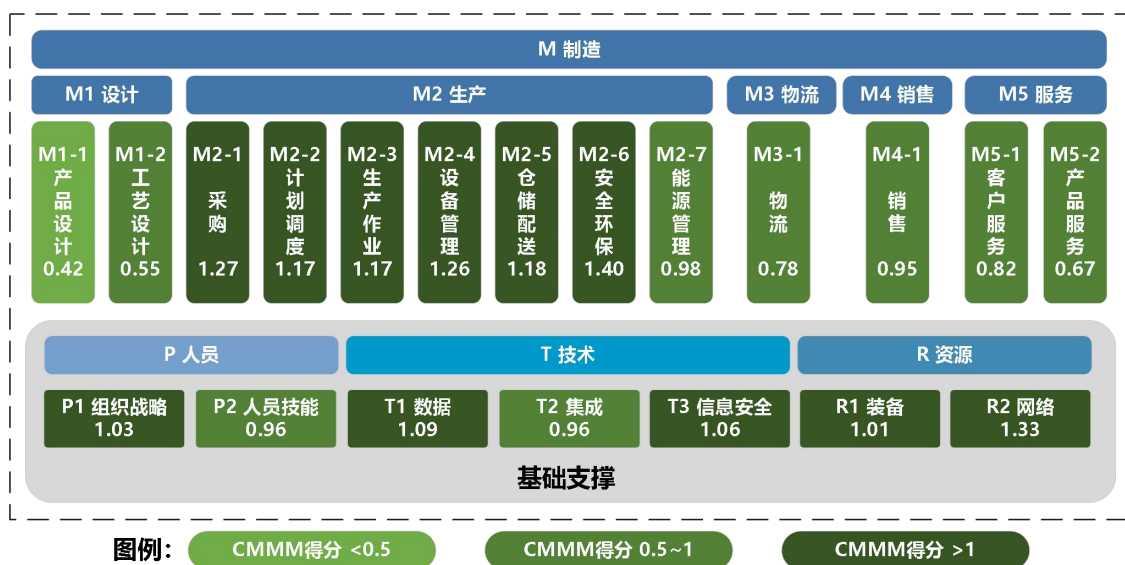 M 制造
M1 设计
M2 生产
M3 物流
M4 销售
M5 服务
M1-1
产品设计
0.42
M1-2
工艺设计
0.55
M2-1
采购
1.27
M2-2
计划调度
1.17
M2-3
生产作业
1.17
M2-4
设备管理
1.26
M2-5
仓储配送
1.18
M2-6
安全环保
1.40
M2-7
能源管理
0.98
M3-1
物流
0.78
M4-1
销售
0.95
M5-1
客户服务
0.82
M5-2
产品服务
0.67
P 人员
T 技术
R 资源
P1 组织战略
1.03
P2 人员技能
0.96
T1 数据
1.09
T2 集成
0.96
T3 信息安全
1.06
R1 装备
1.01
R2 网络
1.33
基础支撑
图例：
CMMM得分 <0.5
CMMM得分 0.5~1
CMMM得分 >1